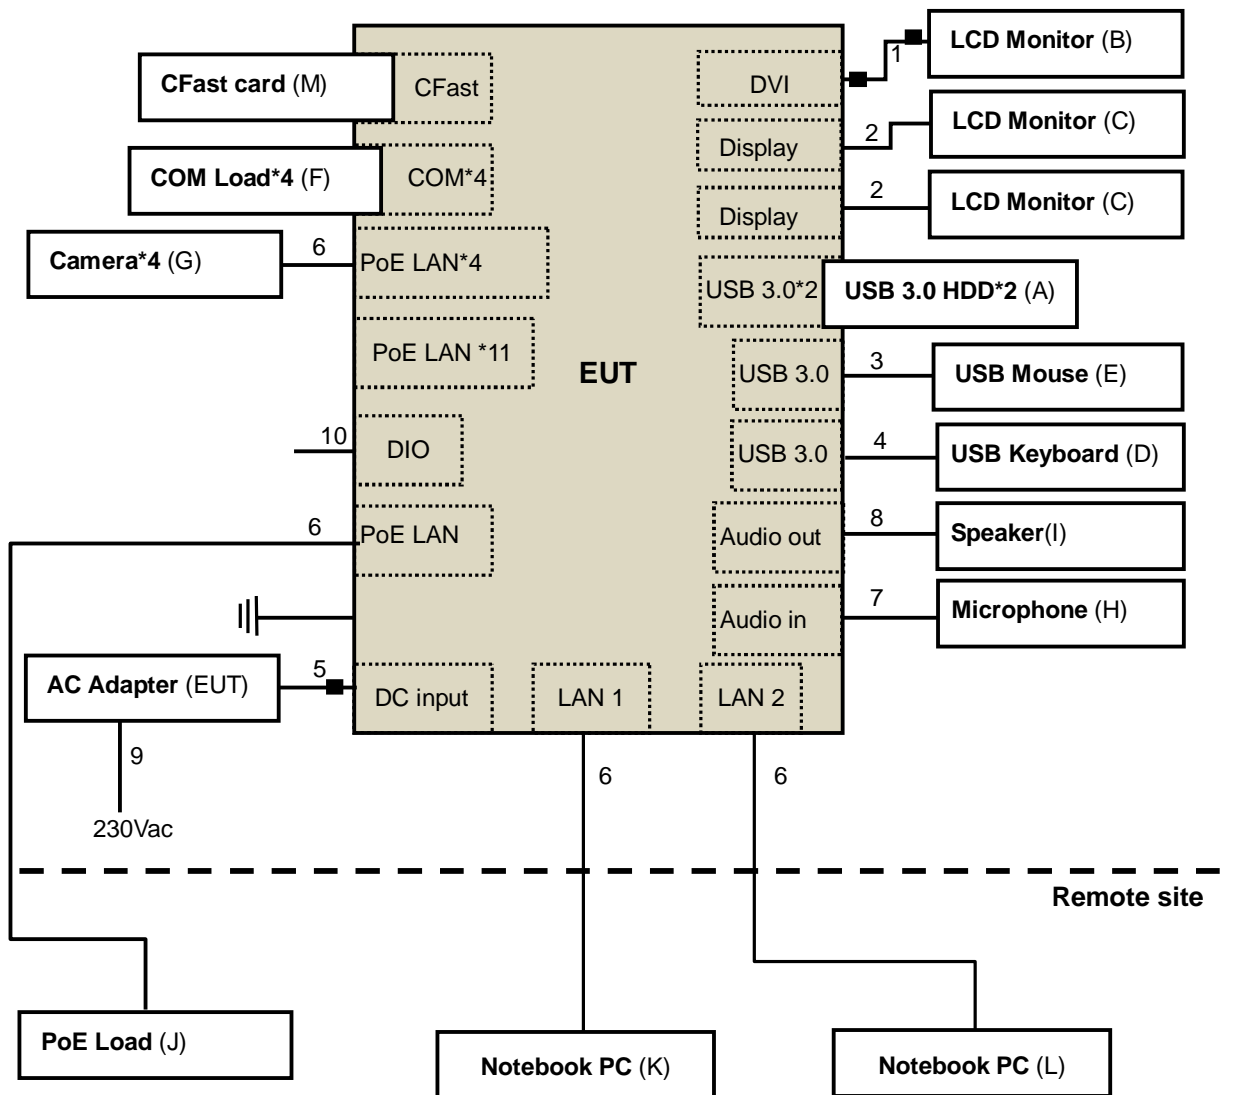 LCD Monitor (B)
1
CFast card (M)
CFast
DVI
LCD Monitor (C)
2
Display
COM Load*4 (F)
COM*4
2
LCD Monitor (C)
Display
Camera*4 (G)
6
PoE LAN*4
USB 3.0*2
USB 3.0 HDD*2 (A)
PoE LAN *11
EUT
USB 3.0
3
USB Mouse (E)
10
DIO
USB 3.0
4
USB Keyboard (D)
6
PoE LAN
Audio out
8
Speaker(I)
Audio in
7
Microphone (H)
AC Adapter (EUT)
5
DC input
LAN 1
LAN 2
9
6
6
230Vac
Remote site
PoE Load (J)
Notebook PC (K)
Notebook PC (L)